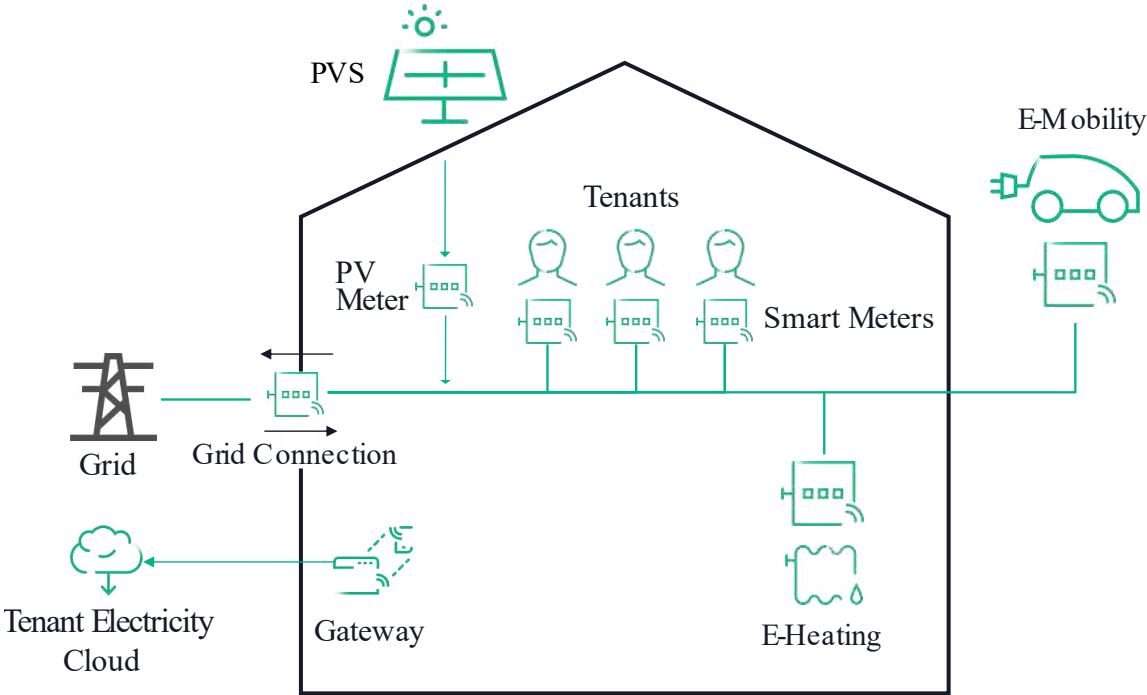 PVS
E-Mobility
Tenants
PV
Meter
Smart Meters
Grid
Grid Connection
Tenant Electricity
Cloud
Gateway
E-Heating